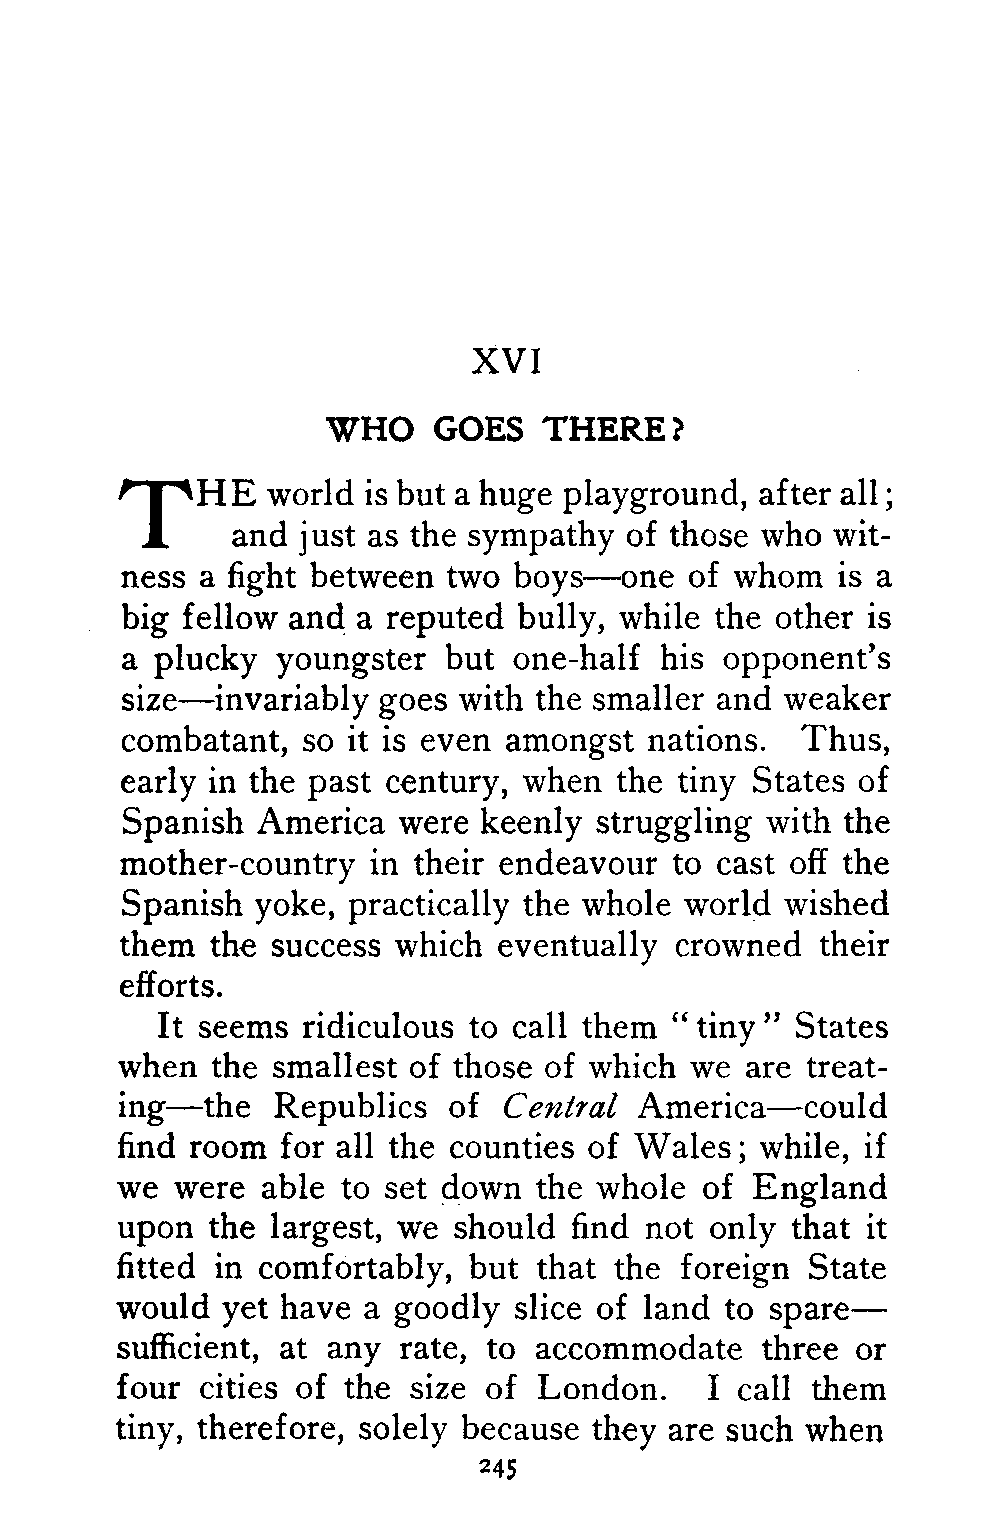 XVI
WHO GOES THERE?
THE world is but a huge playground, after all;
and just as the sympathy of those who wit-
ness a fight between two boys—one of whom is a
big fellow and a reputed bully, while the other is
a plucky youngster but one-half his opponent's
size—invariably goes with the smaller and weaker
combatant, so it is even amongst nations. Thus,
early in the past century, when the tiny States of
Spanish America were keenly struggling with the
mother-country in their endeavour to cast off the
Spanish yoke, practically the whole world wished
them the success which eventually crowned their
efforts.
It seems ridiculous to call them "tiny" States
when the smallest of those of which we are treat-
ing—the Republics of Central America—could
find room for all the counties of Wales; while, if
we were able to set down the whole of England
upon the largest, we should find not only that it
fitted in comfortably, but that the foreign State
would yet have a goodly slice of land to spare—
sufficient, at any rate, to accommodate three or
four cities of the size of London. I call them
tiny, therefore, solely because they are such when
245